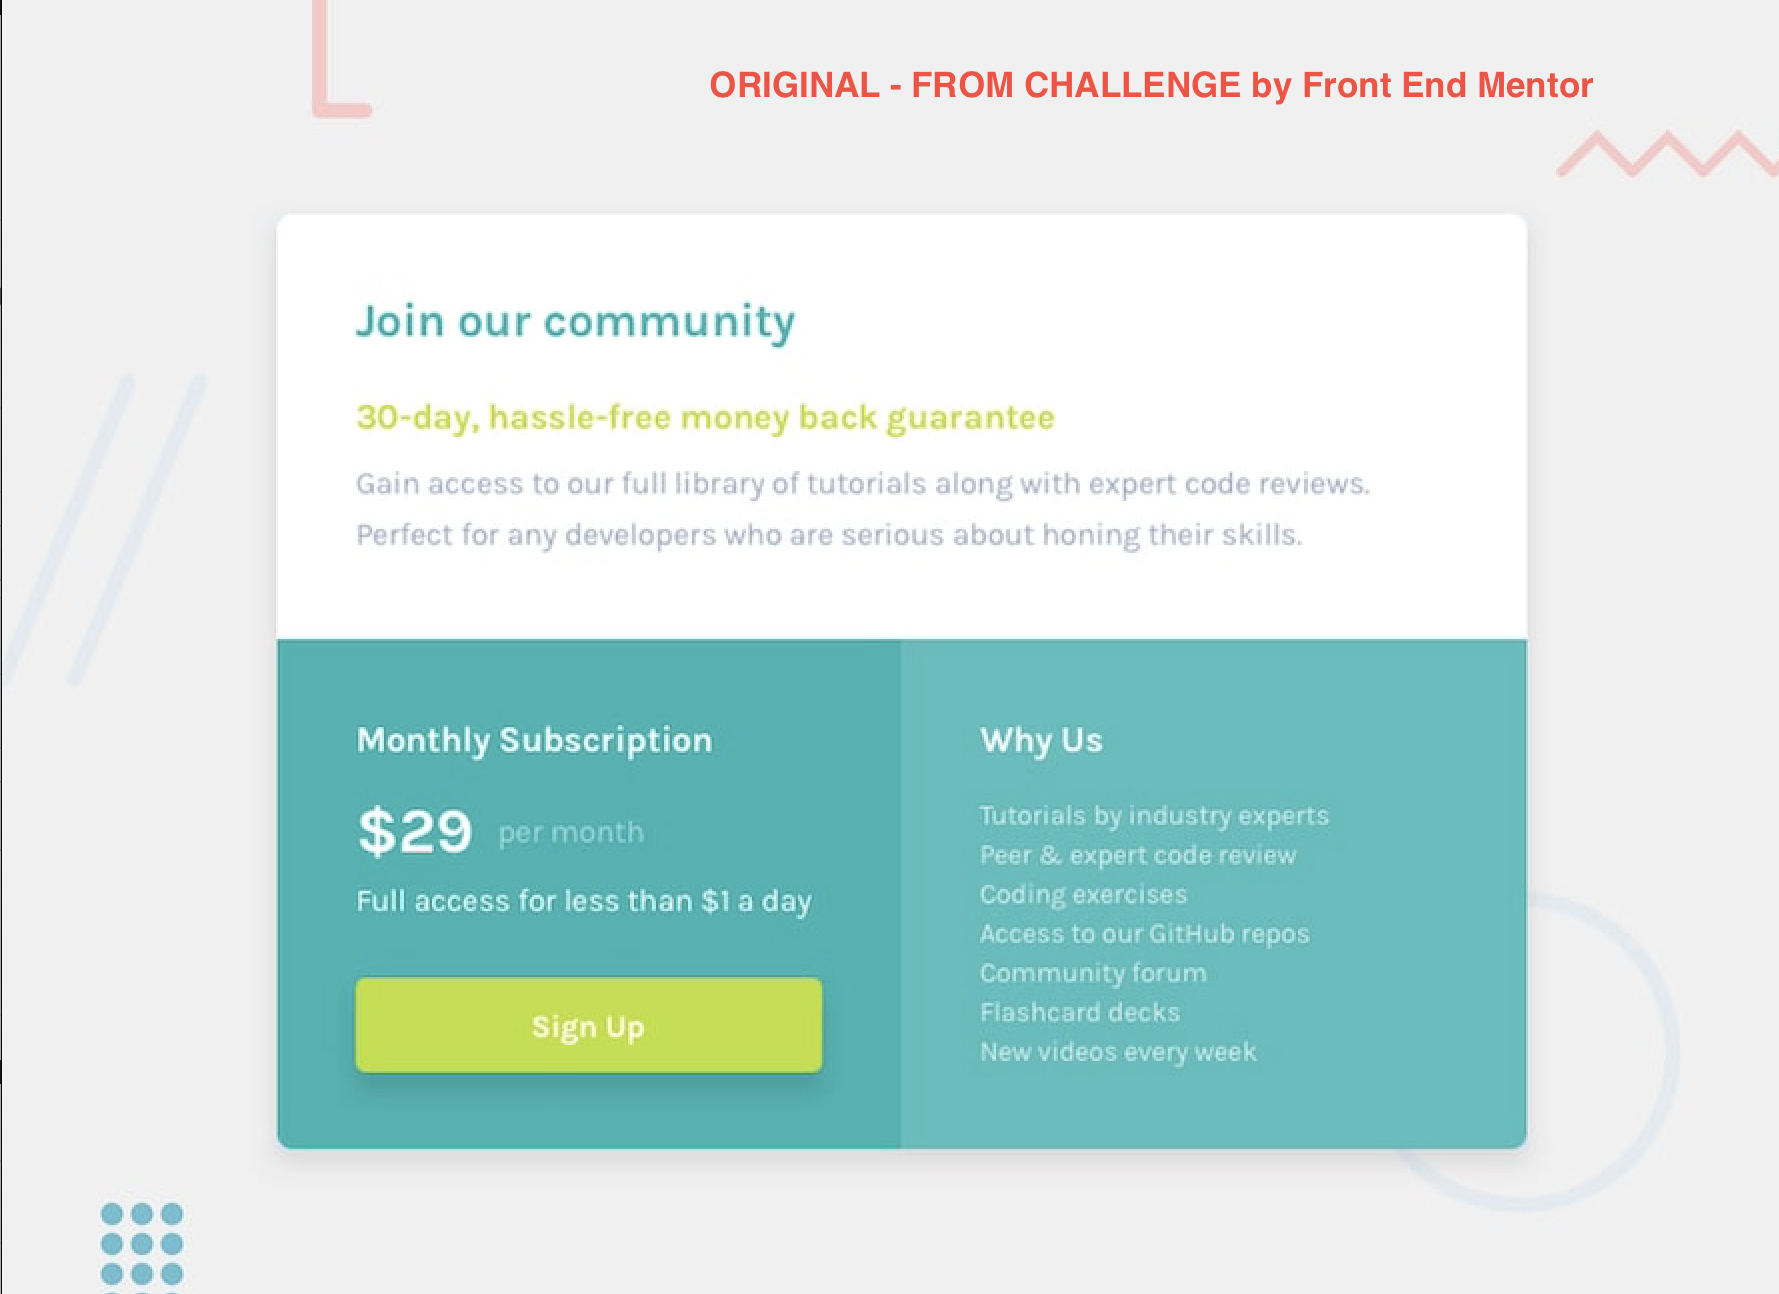 ORIGINAL - FROM CHALLENGE by Front End Mentor
Join our community
30-day, hassle-free money back guarantee
Gain access to our full library of tutorials along with expert code reviews.
Perfect for any developers who are serious about honing their skills.
Monthly Subscription
$29 per month
Full access for less than $1 a day
Sign Up
Why Us
Tutorials by industry experts
Peer & expert code review
Coding exercises
Access to our GitHub repos
Community forum
Flashcard decks
New videos every week